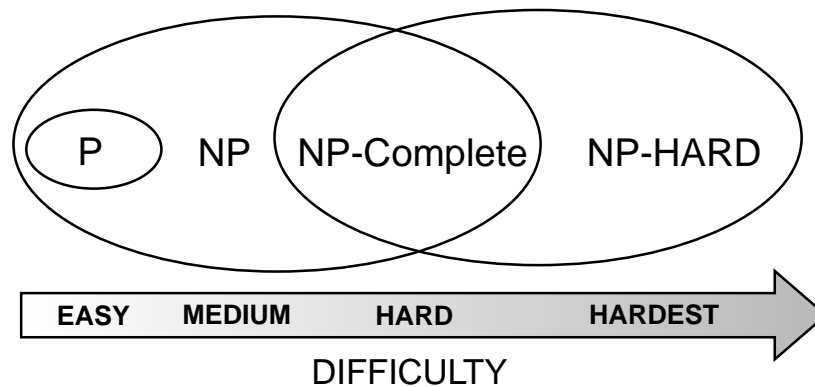 P NP NP-Complete NP-HARD
EASY MEDIUM HARD HARDEST
DIFFICULTY